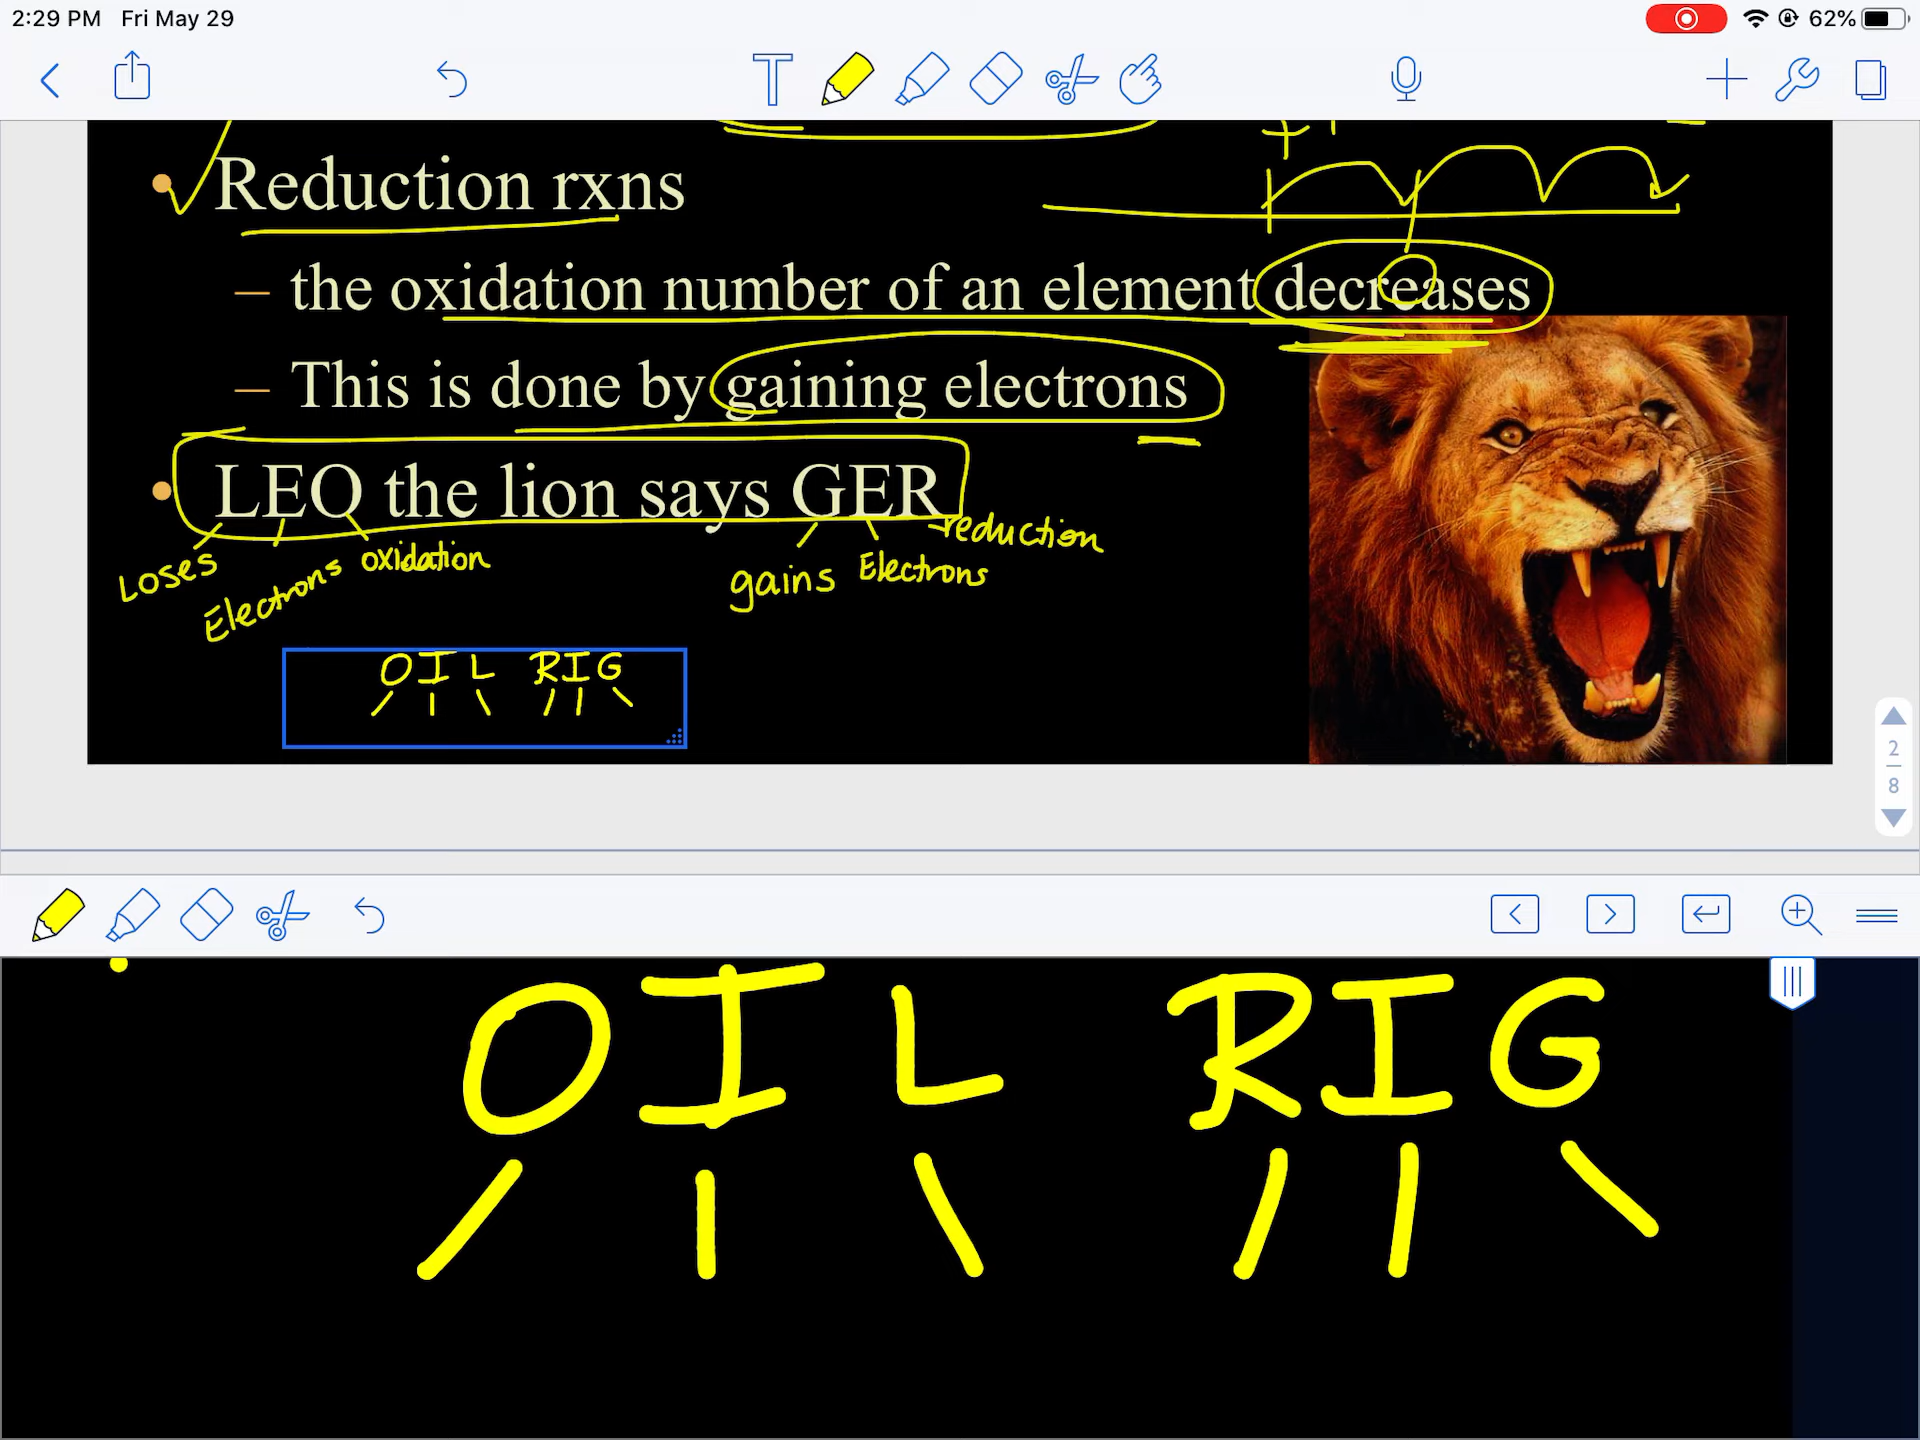 2:29 PM Fri May 29
62%
T
+1
Reduction rxns
– the oxidation number of an element decreases
– This is done by gaining electrons
LEO the lion says GER
Loses Electrons oxidation gains Electrons reduction
OIL RIG
2
8
OIL RIG